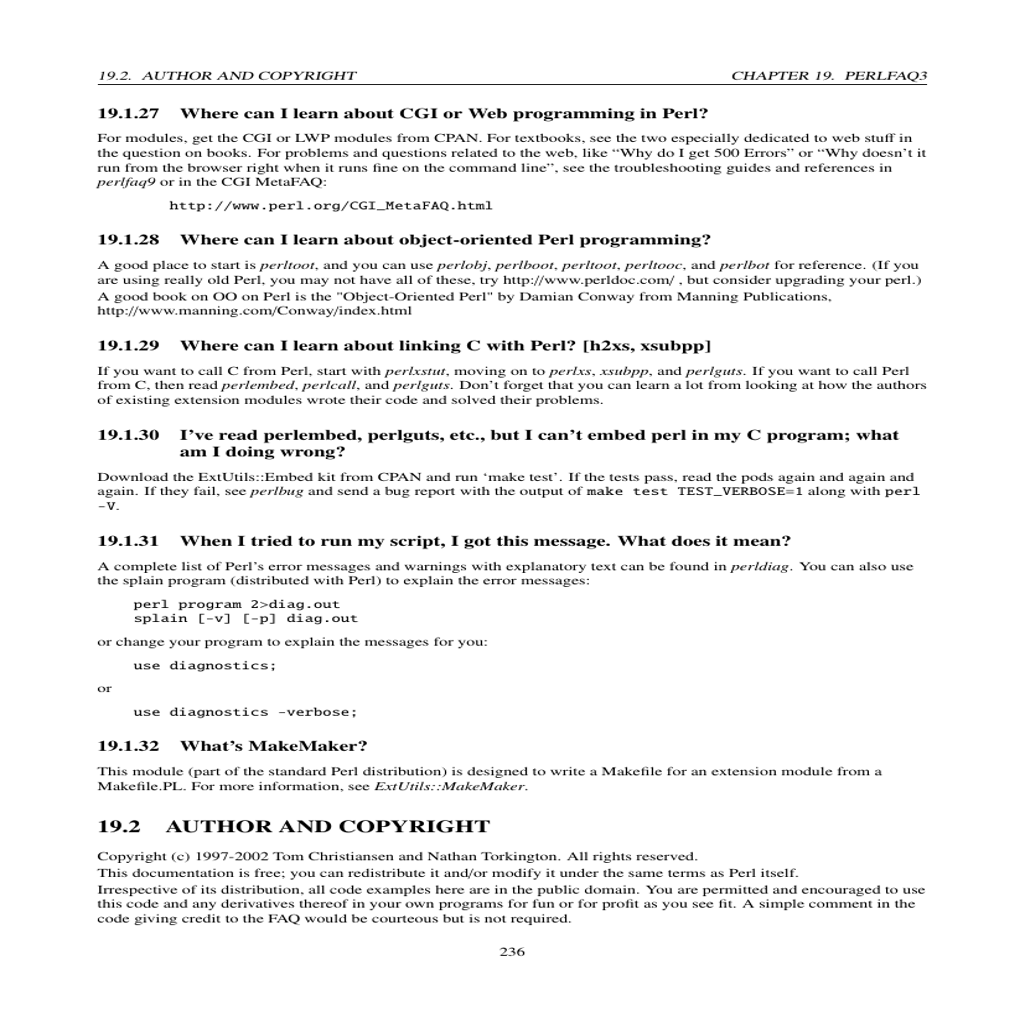 19.2. AUTHOR AND COPYRIGHT CHAPTER 19. PERLFAQ3
19.1.27 Where can I learn about CGI or Web programming in Perl?
For modules, get the CGI or LWP modules from CPAN. For textbooks, see the two especially dedicated to web stuff in
the question on books. For problems and questions related to the web, like “Why do I get 500 Errors” or “Why doesn’t it
run from the browser right when it runs fine on the command line”, see the troubleshooting guides and references in
perlfaq9 or in the CGI MetaFAQ:
http://www.perl.org/CGI_MetaFAQ.html
19.1.28 Where can I learn about object-oriented Perl programming?
A good place to start is perltoot, and you can use perlobj, perlboot, perltoot, perltooc, and perlbot for reference. (If you
are using really old Perl, you may not have all of these, try http://www.perldoc.com/ , but consider upgrading your perl.)
A good book on OO on Perl is the "Object-Oriented Perl" by Damian Conway from Manning Publications,
http://www.manning.com/Conway/index.html
19.1.29 Where can I learn about linking C with Perl? [h2xs, xsubpp]
If you want to call C from Perl, start with perlxstut, moving on to perlxs, xsubpp, and perlguts. If you want to call Perl
from C, then read perlembed, perlcall, and perlguts. Don’t forget that you can learn a lot from looking at how the authors
of existing extension modules wrote their code and solved their problems.
19.1.30 I’ve read perlembed, perlguts, etc., but I can’t embed perl in my C program; what
am I doing wrong?
Download the ExtUtils::Embed kit from CPAN and run ‘make test’. If the tests pass, read the pods again and again and
again. If they fail, see perlbug and send a bug report with the output of make test TEST_VERBOSE=1 along with perl
-V.
19.1.31 When I tried to run my script, I got this message. What does it mean?
A complete list of Perl’s error messages and warnings with explanatory text can be found in perldiag. You can also use
the splain program (distributed with Perl) to explain the error messages:
perl program 2>diag.out
splain [-v] [-p] diag.out
or change your program to explain the messages for you:
use diagnostics;
or
use diagnostics -verbose;
19.1.32 What’s MakeMaker?
This module (part of the standard Perl distribution) is designed to write a Makefile for an extension module from a
Makefile.PL. For more information, see ExtUtils::MakeMaker.
19.2 AUTHOR AND COPYRIGHT
Copyright (c) 1997-2002 Tom Christiansen and Nathan Torkington. All rights reserved.
This documentation is free; you can redistribute it and/or modify it under the same terms as Perl itself.
Irrespective of its distribution, all code examples here are in the public domain. You are permitted and encouraged to use
this code and any derivatives thereof in your own programs for fun or for profit as you see fit. A simple comment in the
code giving credit to the FAQ would be courteous but is not required.
236